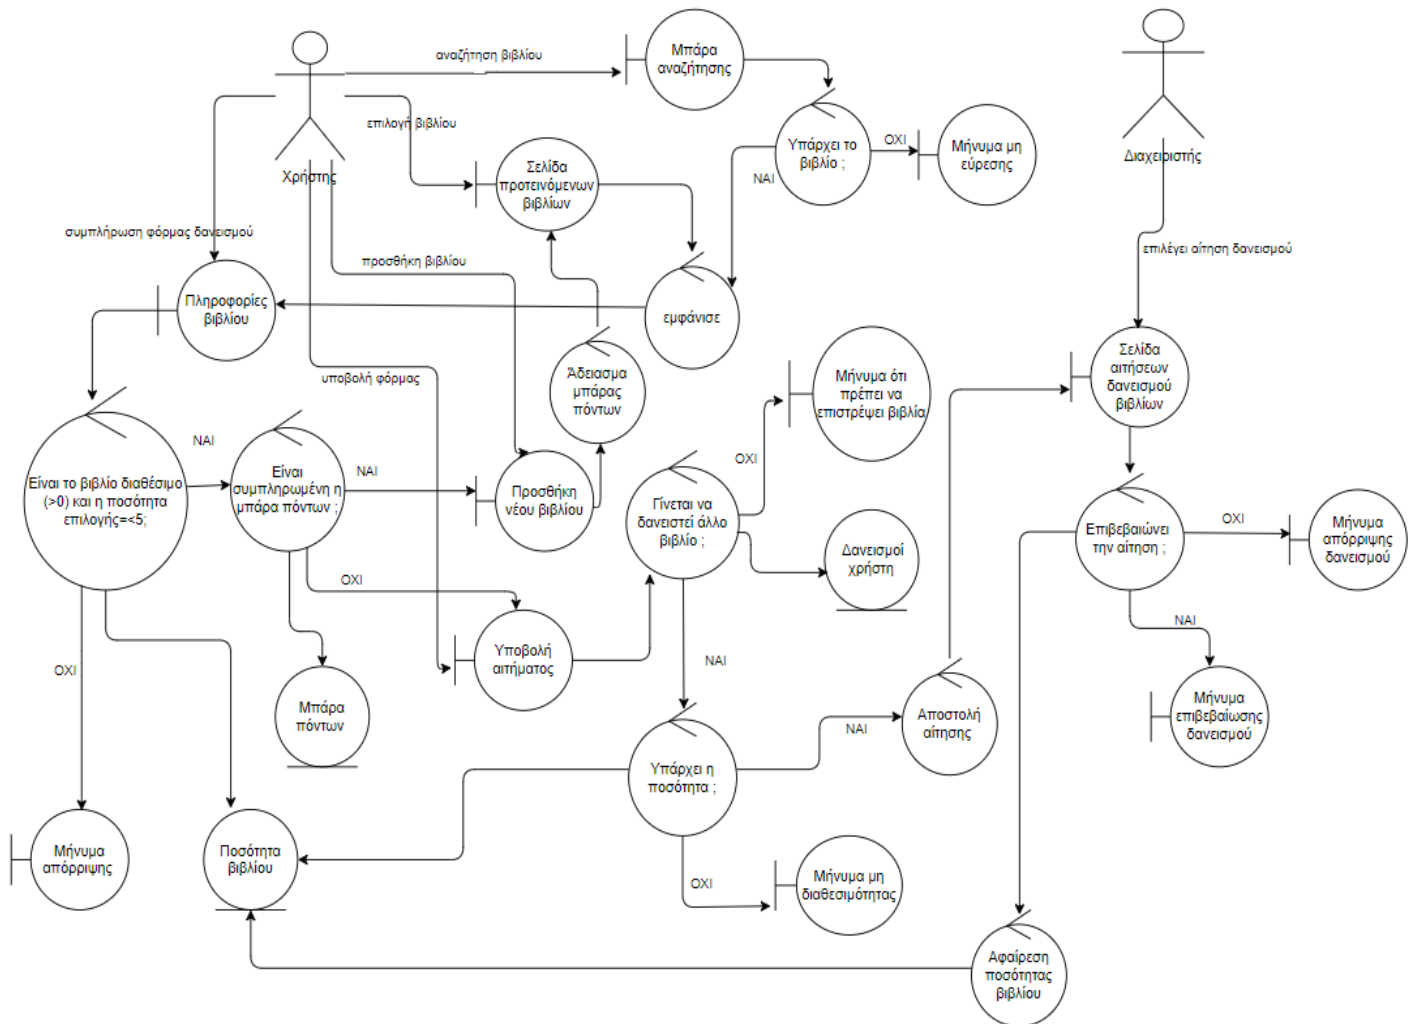 αναζήτηση βιβλίου
Μπάρα
αναζήτησης
επιλογή βιβλίου
Χρήστης
Σελίδα
προτεινόμενων
βιβλίων
Υπάρχει το
βιβλίο ;
ΟΧΙ
Μήνυμα μη
εύρεσης
ΝΑΙ
Διαχειριστής
συμπλήρωση φόρμας δανεισμού
προσθήκη βιβλίου
επιλέγει αίτηση δανεισμού
Πληροφορίες
βιβλίου
εμφάνισε
υποβολή φόρμας
Άδειασμα
μπάρας
πόντων
Μήνυμα ότι
πρέπει να
επιστρέψει βιβλία
Σελίδα
αιτήσεων
δανεισμού
βιβλίων
ΝΑΙ
Είναι το βιβλίο διαθέσιμο
(>0) και η ποσότητα
επιλογής=<5;
Είναι
συμπληρωμένη η
μπάρα πόντων ;
ΝΑΙ
Προσθήκη
νέου βιβλίου
Γίνεται να
δανειστεί άλλο
βιβλίο ;
ΟΧΙ
Δανεισμοί
χρήστη
Επιβεβαιώνει
την αίτηση ;
ΟΧΙ
Μήνυμα
απόρριψης
δανεισμού
ΟΧΙ
ΝΑΙ
ΟΧΙ
Υποβολή
αιτήματος
ΝΑΙ
Μπάρα
πόντων
Αποστολή
αίτησης
Μήνυμα
επιβεβαίωσης
δανεισμού
ΝΑΙ
Υπάρχει η
ποσότητα ;
Μήνυμα
απόρριψης
Ποσότητα
βιβλίου
ΟΧΙ
Μήνυμα μη
διαθεσιμότητας
Αφαίρεση
ποσότητας
βιβλίου